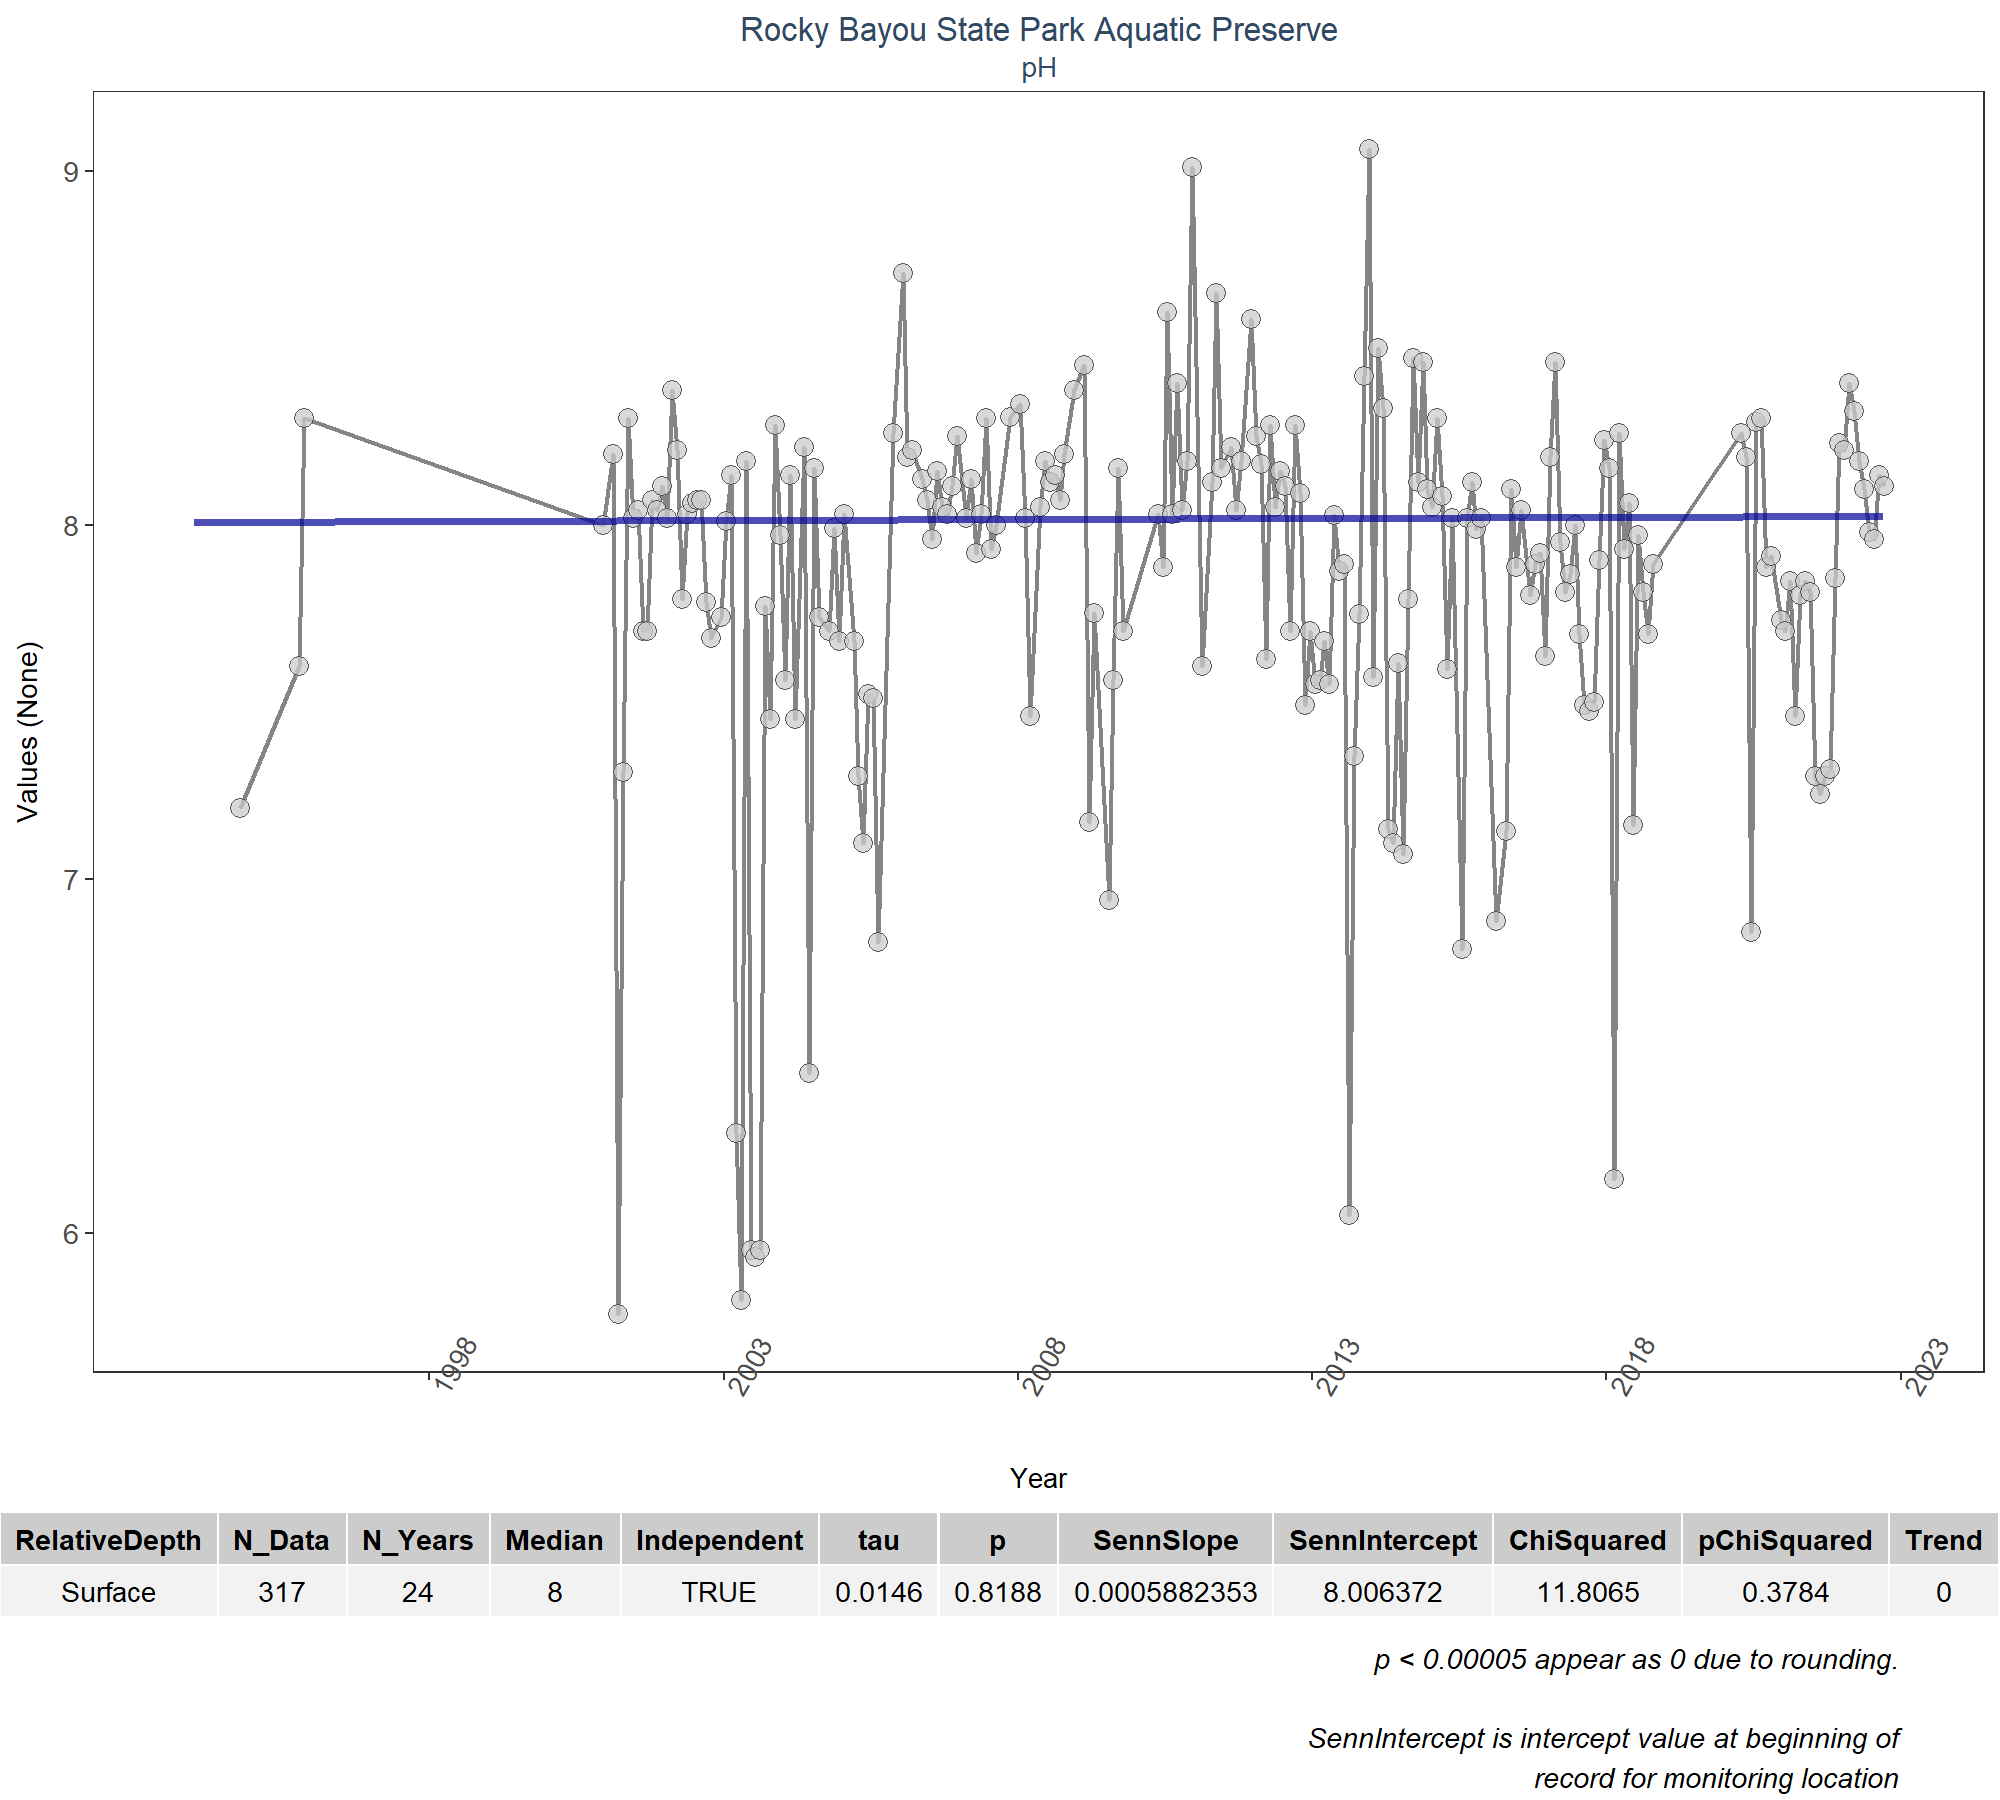 Rocky Bayou State Park Aquatic Preserve
pH
9
8
7
6
Values (None)
1998
2003
2008
2013
2018
2023
Year
RelativeDepth N_Data N_Years Median Independent tau p SennSlope SennIntercept ChiSquared pChiSquared Trend
Surface 317 24 8 TRUE 0.0146 0.8188 0.0005882353 8.006372 11.8065 0.3784 0
p < 0.00005 appear as 0 due to rounding.
SennIntercept is intercept value at beginning of
record for monitoring location